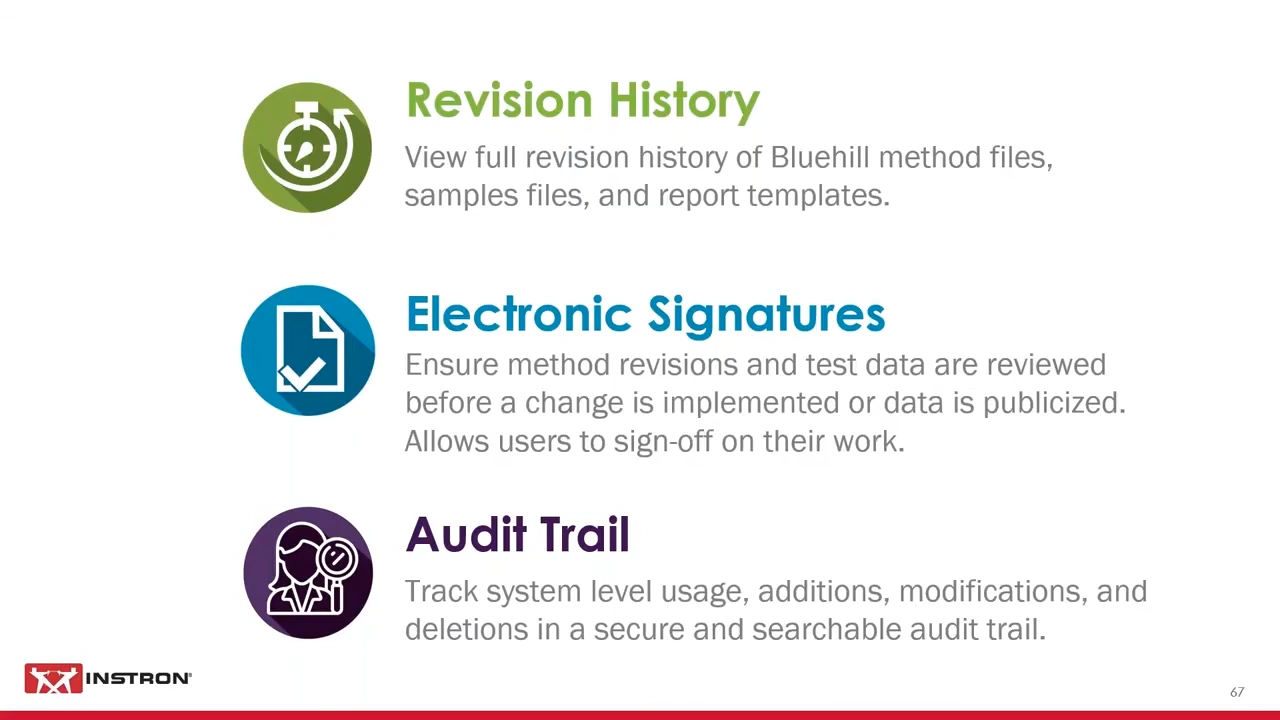 Revision History
View full revision history of Bluehill method files,
samples files, and report templates.
Electronic Signatures
Ensure method revisions and test data are reviewed
before a change is implemented or data is publicized.
Allows users to sign-off on their work.
Audit Trail
Track system level usage, additions, modifications, and
deletions in a secure and searchable audit trail.
INSTRON®
67